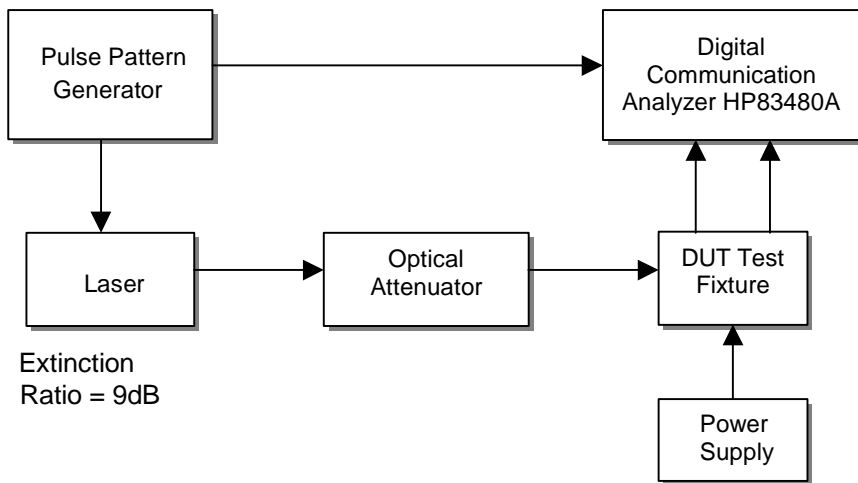 Pulse Pattern
Generator
Digital
Communication
Analyzer HP83480A
Laser
Optical
Attenuator
DUT Test
Fixture
Extinction
Ratio = 9dB
Power
Supply